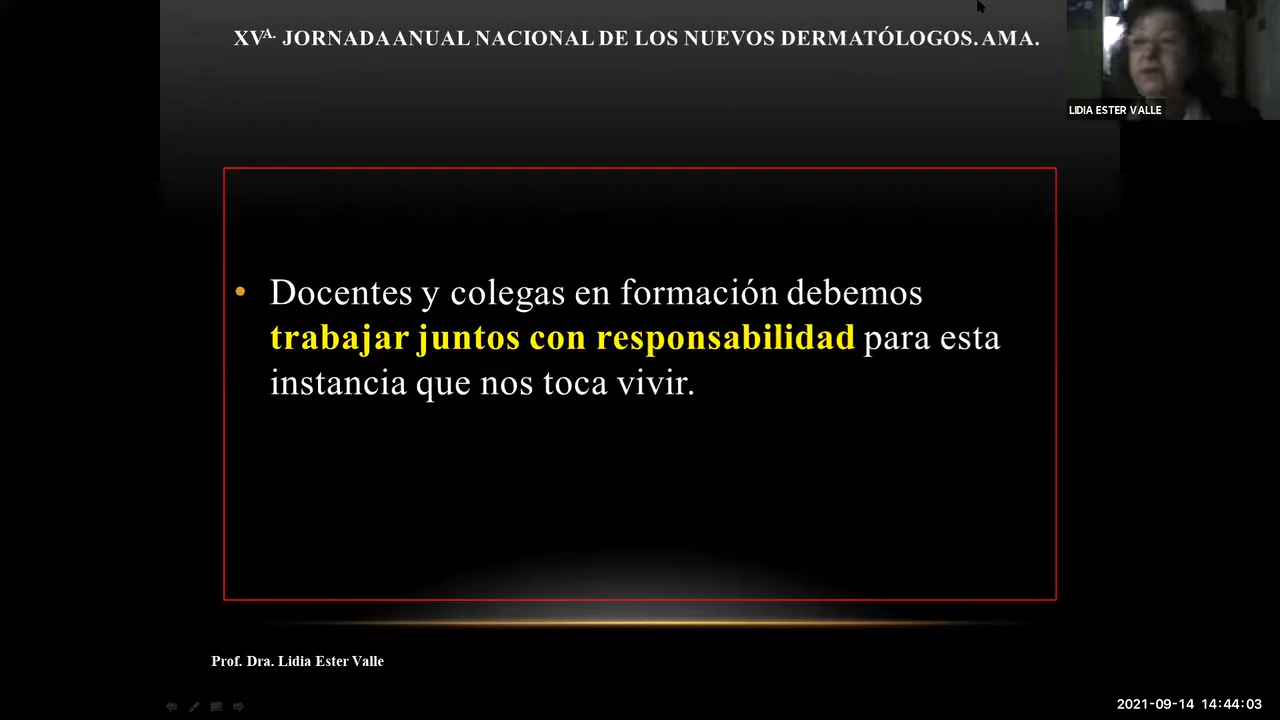 XVA. JORNADA ANUAL NACIONAL DE LOS NUEVOS DERMATÓLOGOS. AMA.
LIDIA ESTER VALLE
• Docentes y colegas en formación debemos
trabajar juntos con responsabilidad para esta
instancia que nos toca vivir.
Prof. Dra. Lidia Ester Valle
2021-09-14 14:44:03